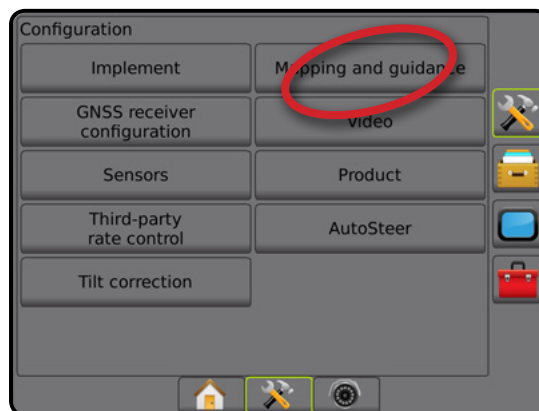 Configuration
Implement
Mapping and guidance
GNSS receiver
configuration
Video
Sensors
Product
Third-party
rate control
AutoSteer
Tilt correction